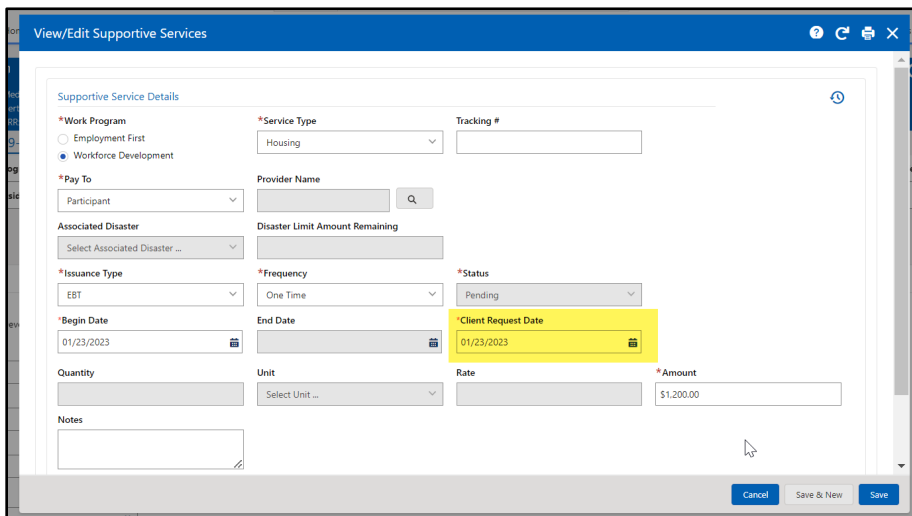 View/Edit Supportive Services
Supportive Service Details
*Work Program
*Service Type
Tracking #
Employment First
Workforce Development
Housing
*Pay To
Provider Name
Participant
Associated Disaster
Disaster Limit Amount Remaining
Select Associated Disaster ...
*Issuance Type
*Frequency
*Status
EBT
One Time
Pending
*Begin Date
End Date
*Client Request Date
01/23/2023
01/23/2023
Quantity
Unit
Rate
*Amount
Select Unit ...
$1,200.00
Notes
Cancel
Save & New
Save